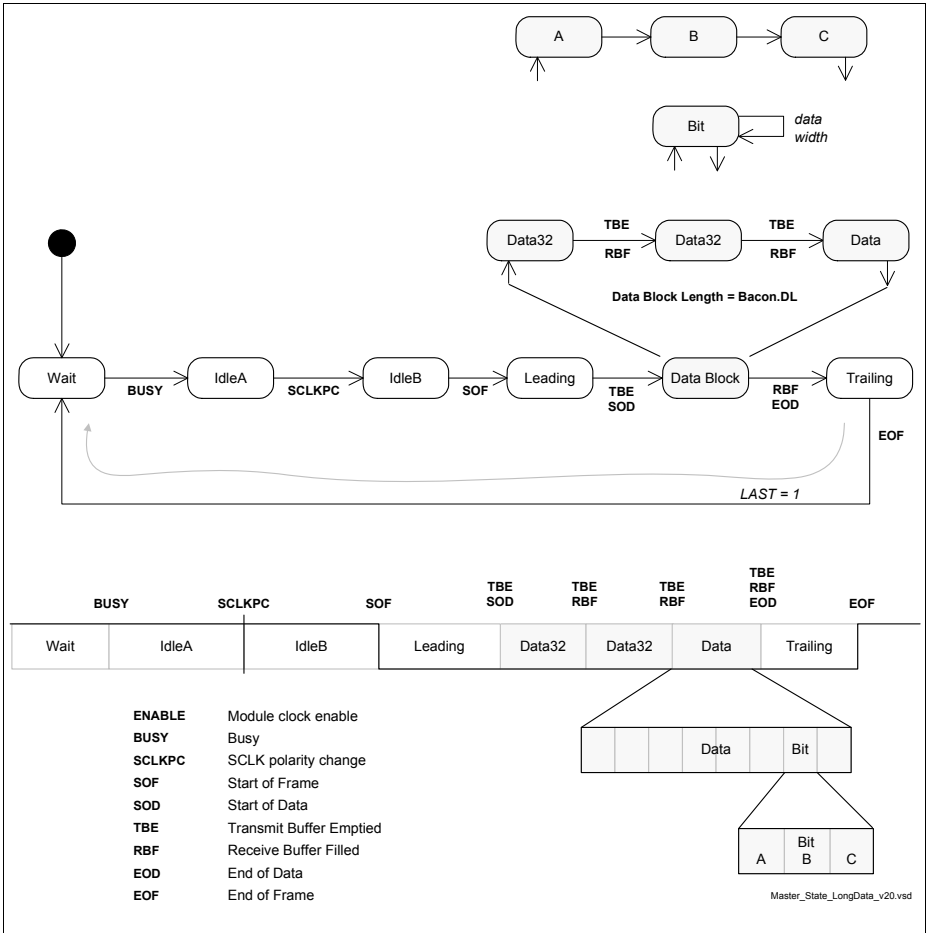 A B C
Bit
data
width
TBE TBE
Data32 Data32 Data
RBF RBF
Data Block Length = Bacon.DL
Wait IdleA IdleB Leading Data Block Trailing
BUSY SCLKPC SOF TBE RBF
SOD EOD
EOF
LAST = 1
TBE
TBE TBE TBE RBF
BUSY SCLKPC SOF SOD RBF RBF EOD EOF
Wait IdleA IdleB Leading Data32 Data32 Data Trailing
ENABLE Module clock enable
BUSY Busy
SCLKPC SCLK polarity change
SOF Start of Frame
SOD Start of Data
TBE Transmit Buffer Emptied
RBF Receive Buffer Filled
EOD End of Data
EOF End of Frame
Data Bit
Bit
A B C
Master_State_LongData_v20.vsd